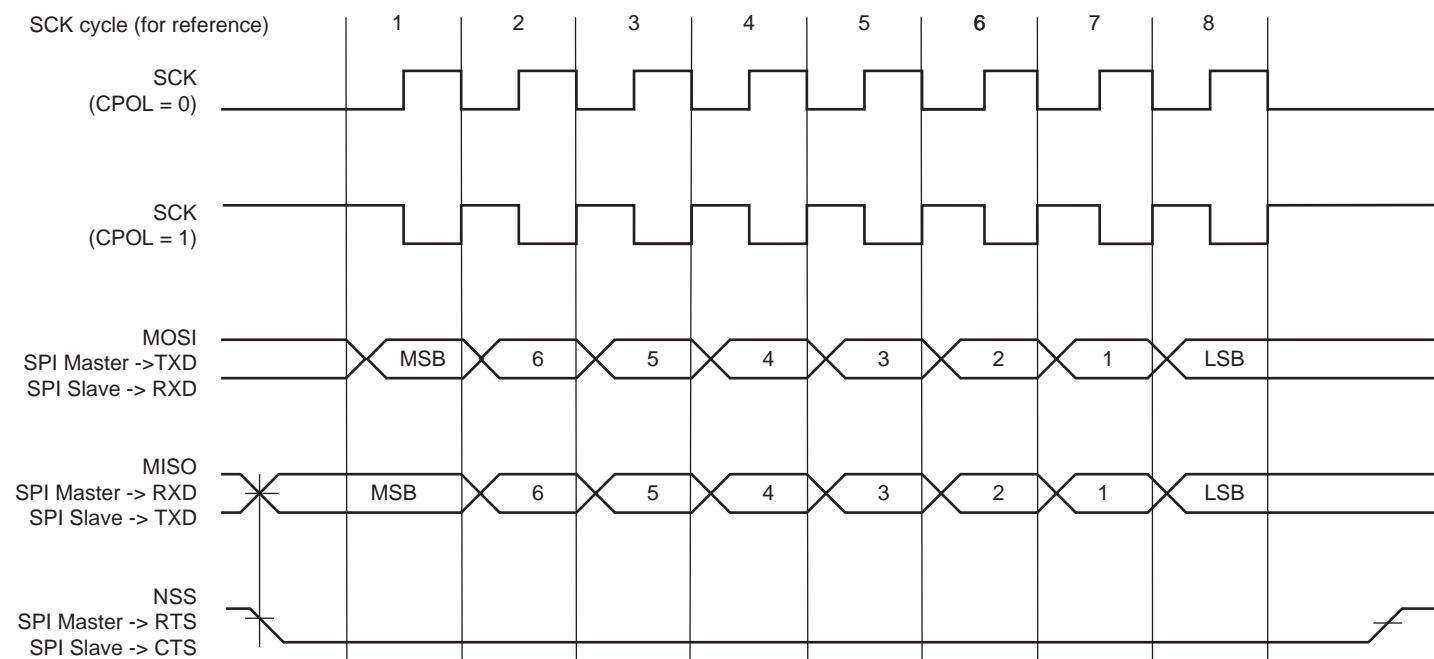 SCK cycle (for reference) 1 2 3 4 5 6 7 8
SCK
(CPOL = 0)
SCK
(CPOL = 1)
MOSI
SPI Master ->TXD
SPI Slave -> RXD
MSB 6 5 4 3 2 1 LSB
MISO
SPI Master -> RXD
SPI Slave -> TXD
MSB 6 5 4 3 2 1 LSB
NSS
SPI Master -> RTS
SPI Slave -> CTS